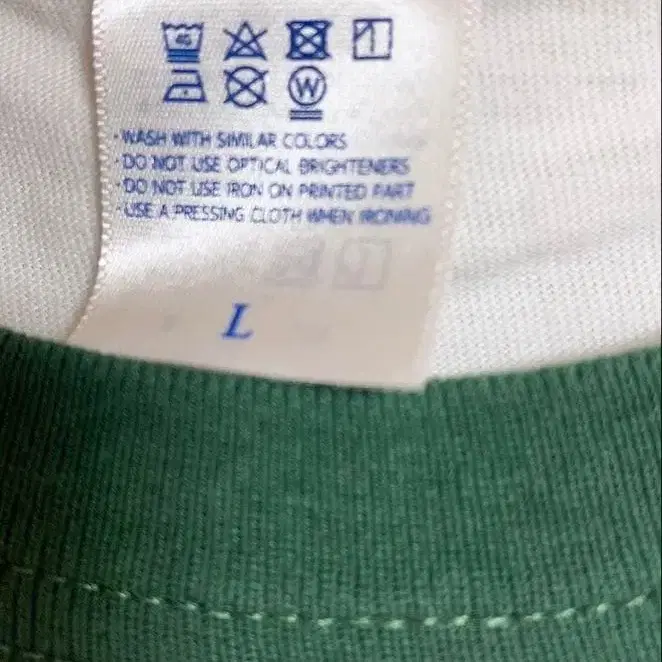 45
W
· WASH WITH SIMILAR COLORS
· DO NOT USE OPTICAL BRIGHTENERS
· DO NOT USE IRON ON PRINTED PART
· USE A PRESSING CLOTH WHEN IRONING
L